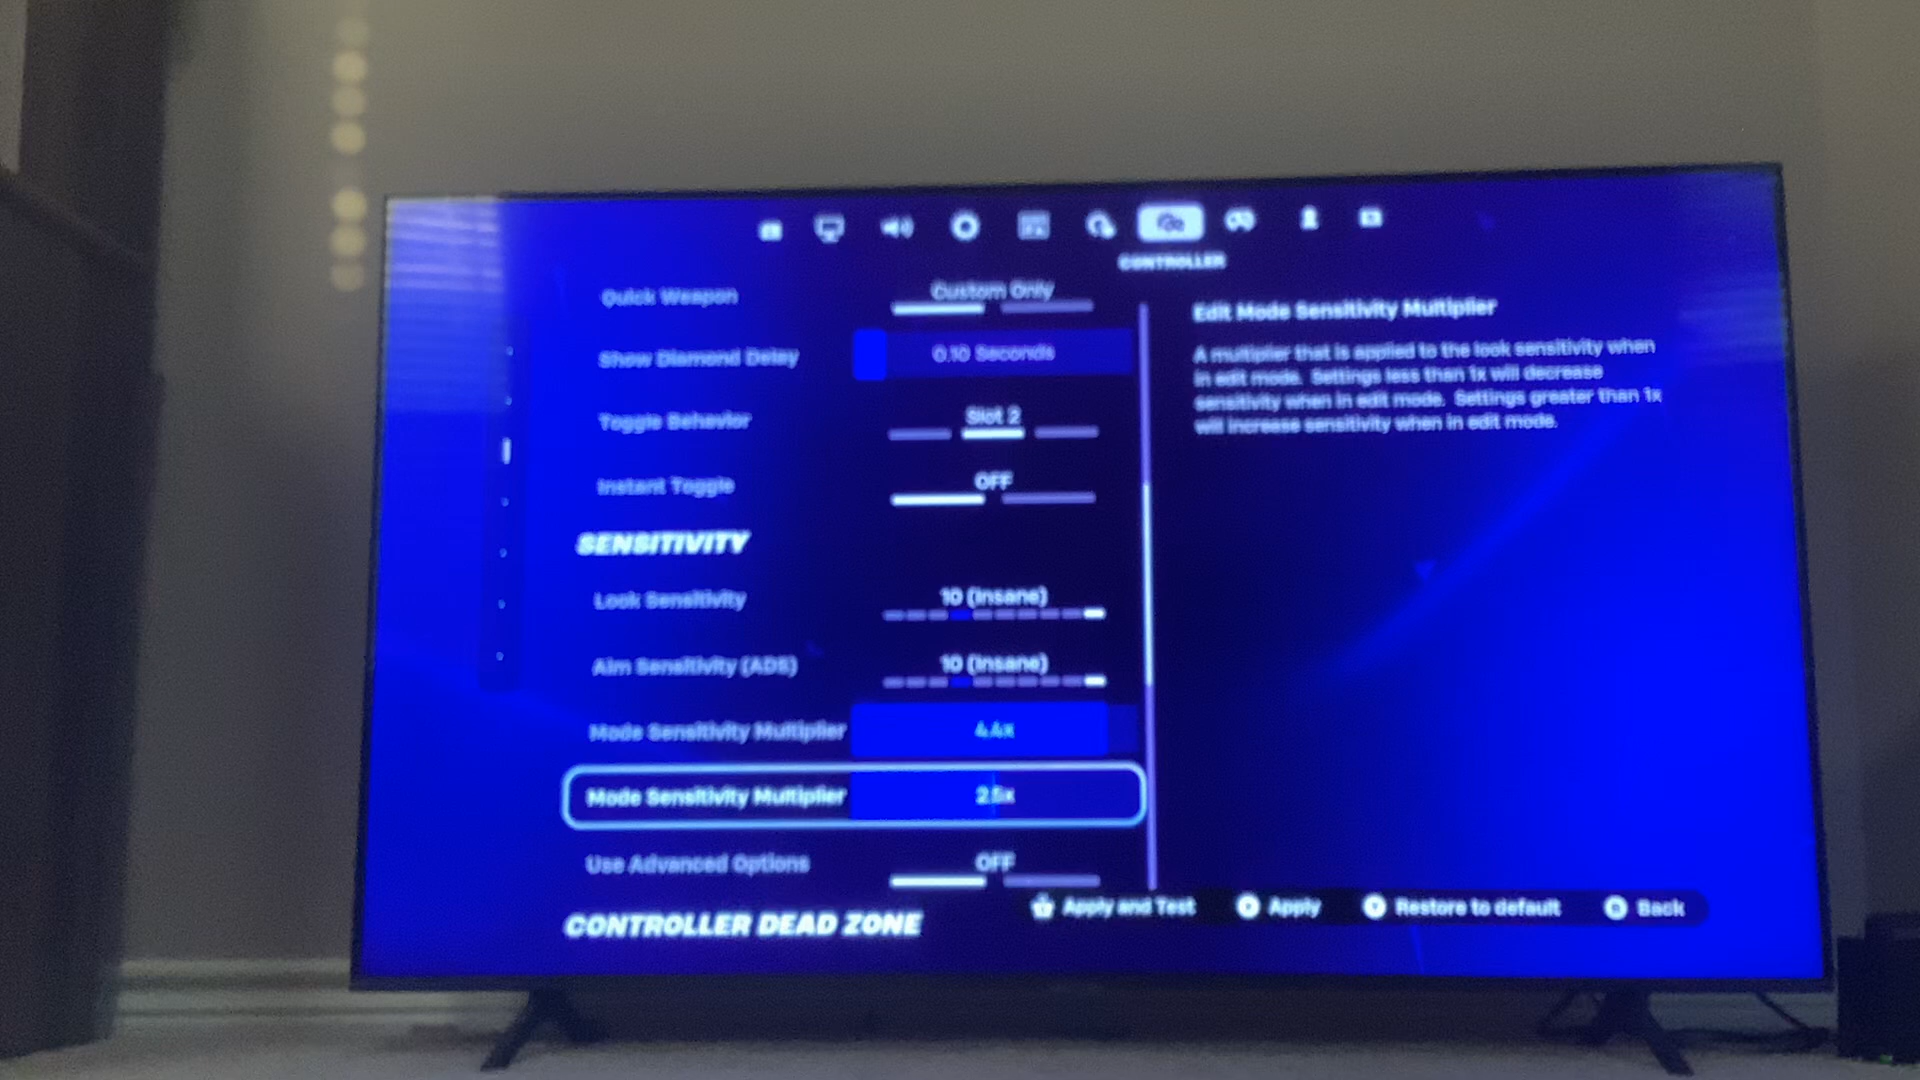 CONTROLLER
Quick Weapon
Custom Only
Show Diamond Delay
0.10 Seconds
Toggle Behavior
Slot 2
Instant Toggle
OFF
SENSITIVITY
Look Sensitivity
10 (Insane)
Aim Sensitivity (ADS)
10 (Insane)
Mode Sensitivity Multiplier
4.4x
Mode Sensitivity Multiplier
2.5x
Use Advanced Options
OFF
CONTROLLER DEAD ZONE
Edit Mode Sensitivity Multiplier
A multiplier that is applied to the look sensitivity when
in edit mode. Settings less than 1x will decrease
sensitivity when in edit mode. Settings greater than 1x
will increase sensitivity when in edit mode.
Apply and Test
Apply
Restore to default
Back